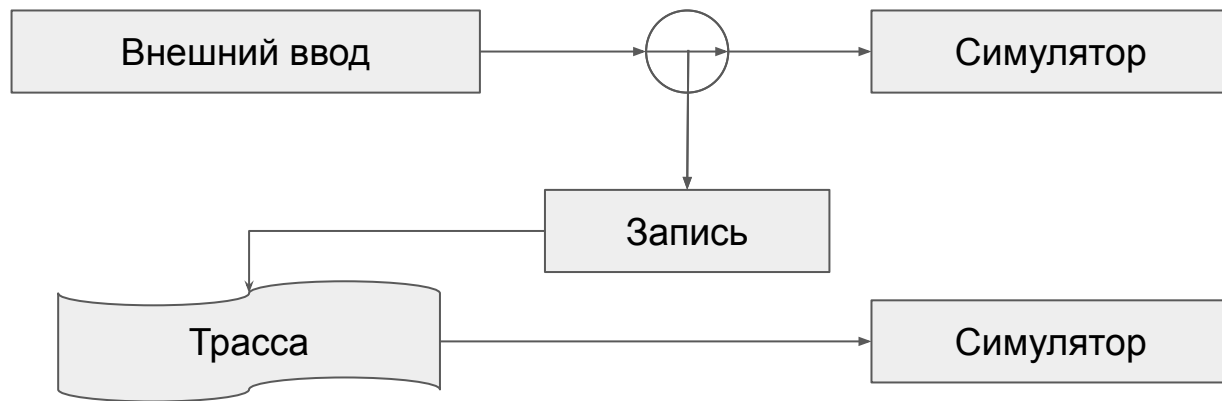 Внешний ввод
Симулятор
Запись
Трасса
Симулятор